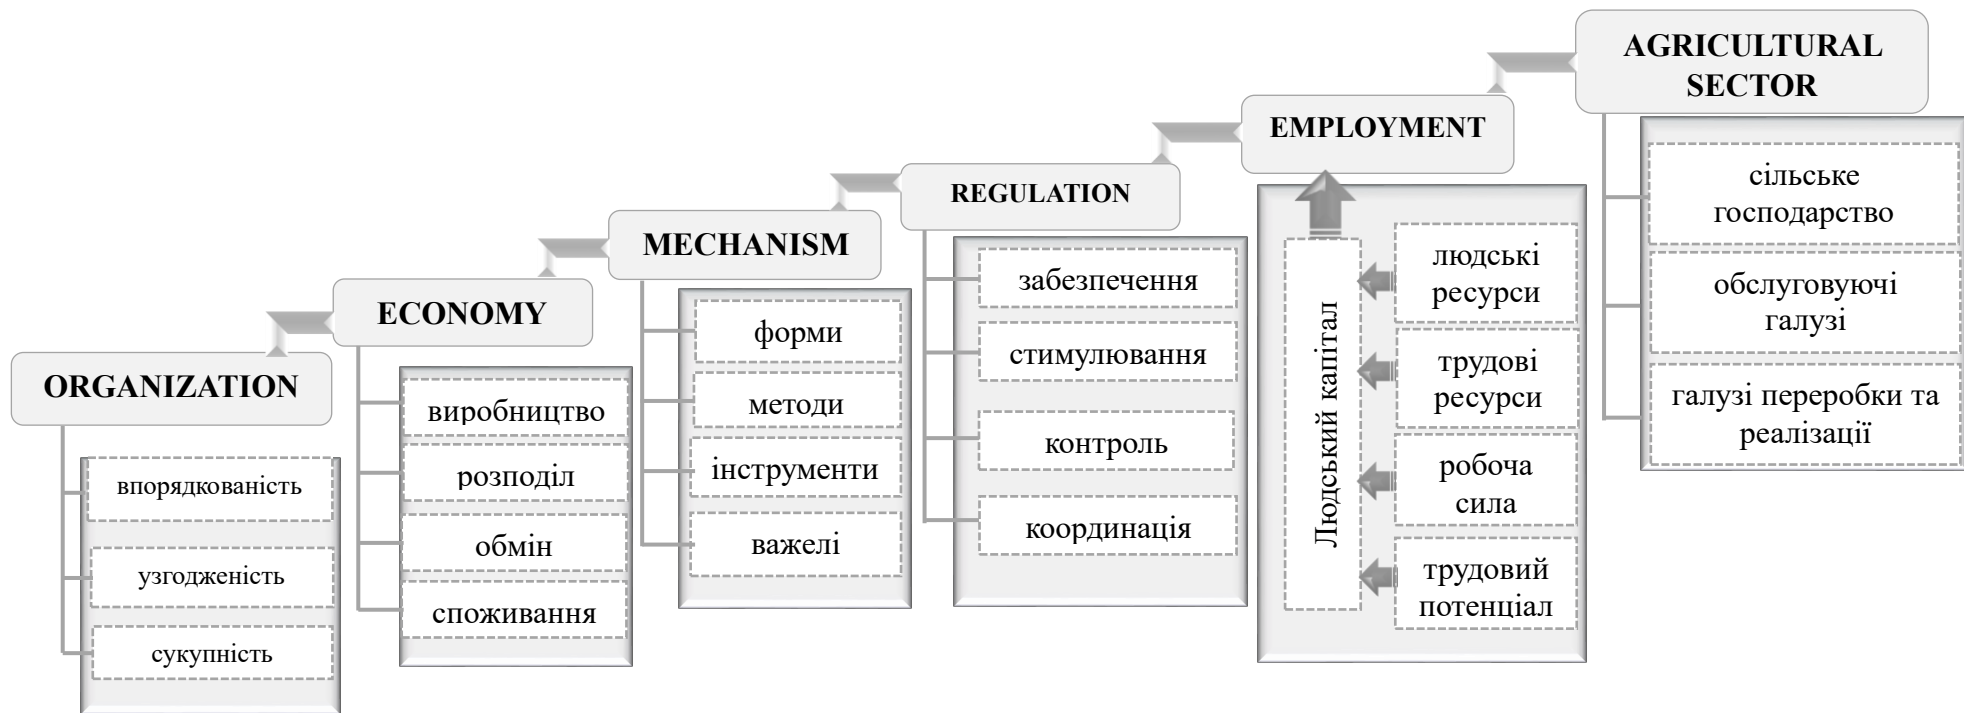 ORGANIZATION
впорядкованість
узгодженість
сукупність
ECONOMY
виробництво
розподіл
обмін
споживання
MECHANISM
форми
методи
інструменти
важелі
REGULATION
забезпечення
стимулювання
контроль
координація
EMPLOYMENT
Людський капітал
людські
ресурси
трудові
ресурси
робоча
сила
трудовий
потенціал
AGRICULTURAL
SECTOR
сільське
господарство
обслуговуючі
галузі
галузі переробки та
реалізації